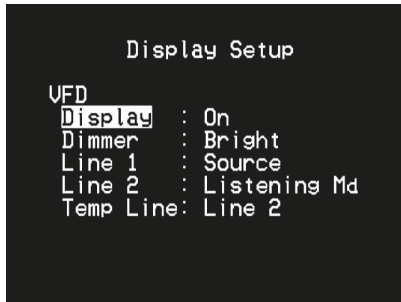 Display Setup
VFD
Display : On
Dimmer : Bright
Line 1 : Source
Line 2 : Listening Md
Temp Line: Line 2